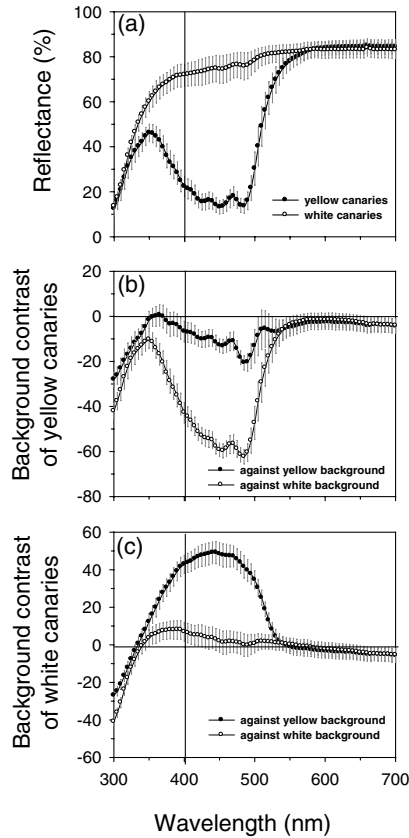 (a)
Reflectance (%)
100
80
60
40
20
0
yellow canaries
white canaries
(b)
Background contrast
of yellow canaries
20
0
-20
-40
-60
-80
against yellow background
against white background
(c)
Background contrast
of white canaries
60
40
20
0
-20
-40
-60
against yellow background
against white background
300 400 500 600 700
Wavelength (nm)